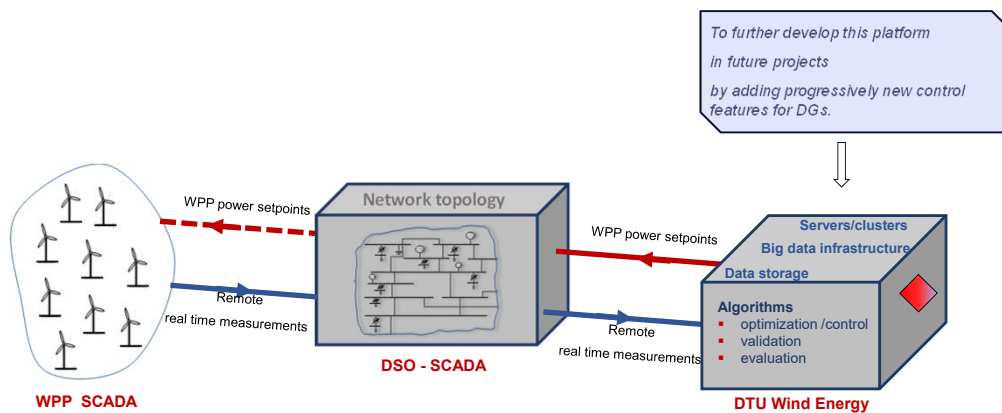 To further develop this platform
in future projects
by adding progressively new control
features for DGs.
Network topology
WPP power setpoints
Remote
real time measurements
WPP SCADA
DSO - SCADA
WPP power setpoints
Remote
real time measurements
Servers/clusters
Big data infrastructure
Data storage
Algorithms
optimization /control
validation
evaluation
DTU Wind Energy